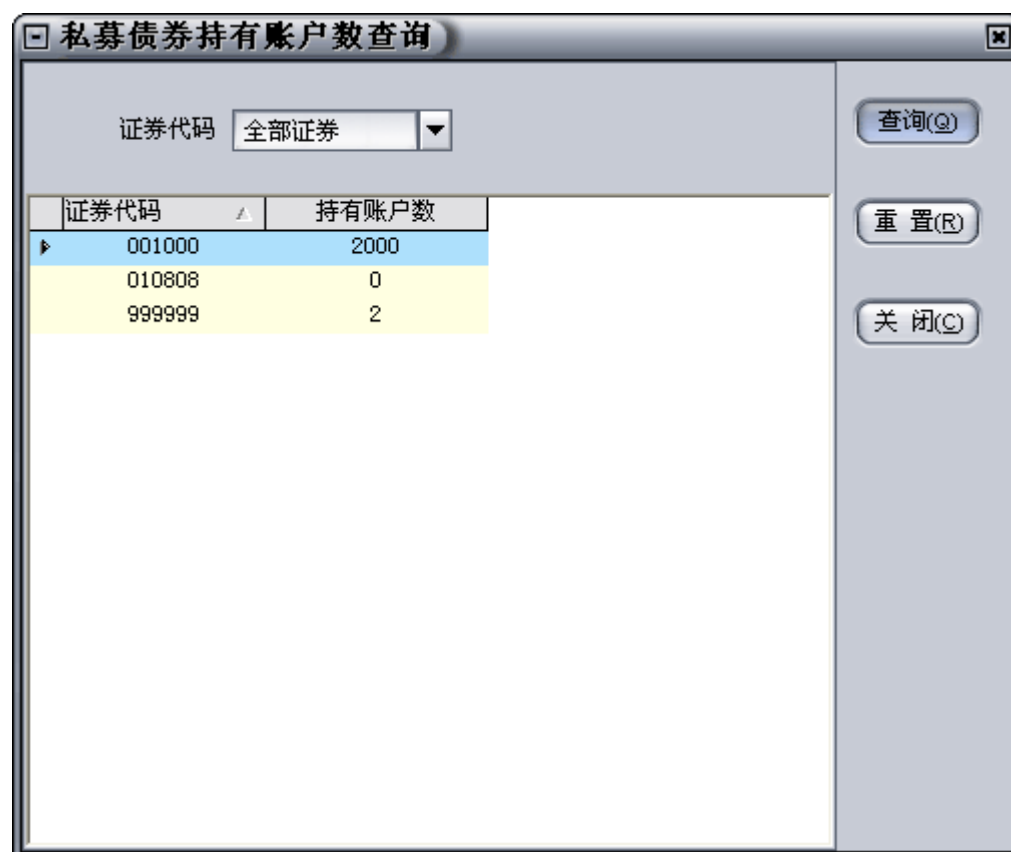 私募债券持有账户数查询
证券代码 全部证券 查询(Q)
证券代码 持有账户数 重 置(R)
001000 2000
010808 0
999999 2 关 闭(C)